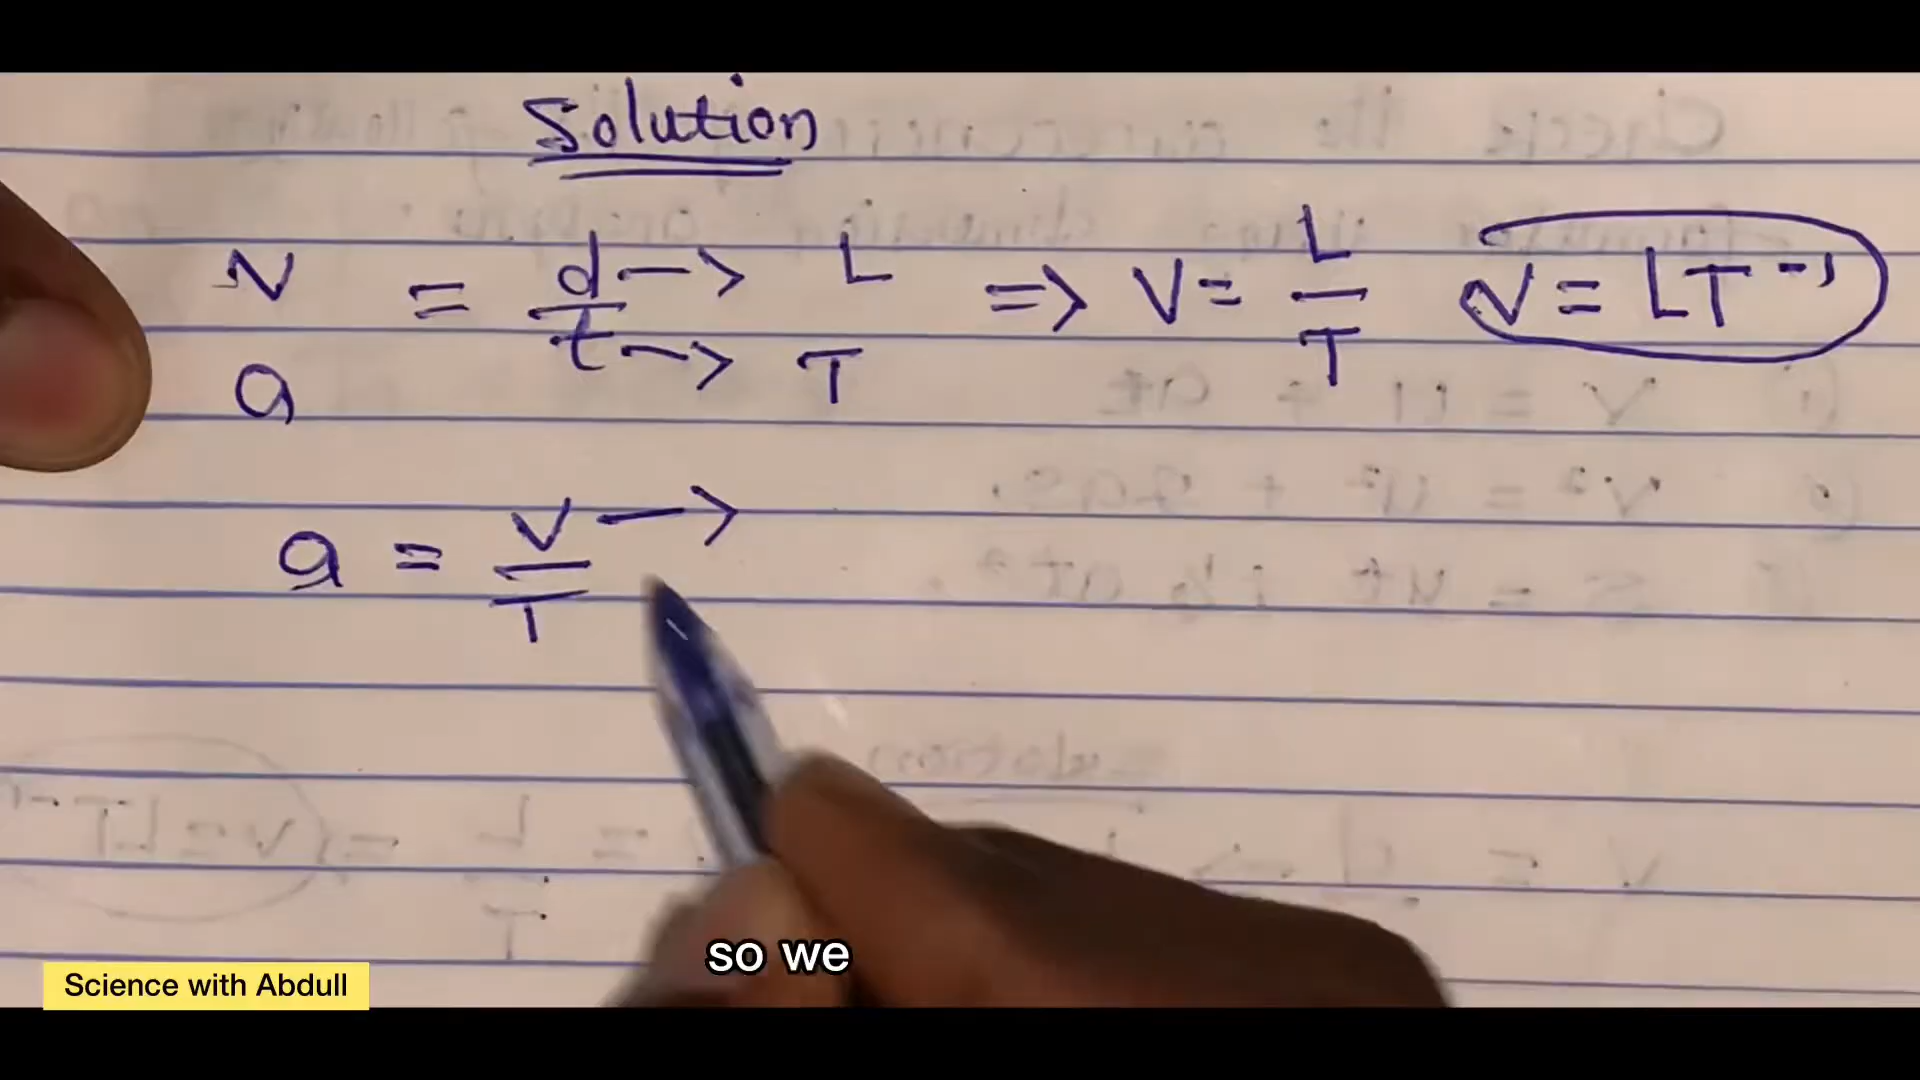 Solution
V = d/t -> L => V = L/T V = LT⁻¹
-> T
a
a = V/T ->
so we
Science with Abdull